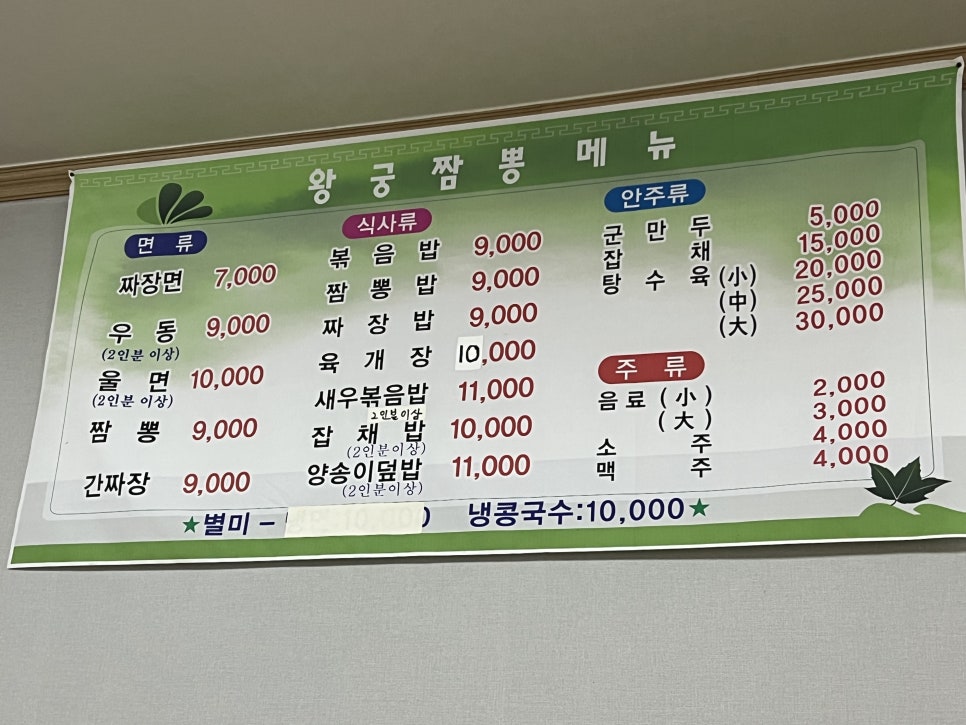 왕궁짬뽕메뉴
면 류
짜장면 7,000
우 동 9,000
(2인분 이상)
울 면 10,000
(2인분 이상)
짬 뽕 9,000
간짜장 9,000
식사류
볶 음 밥 9,000
짬 뽕 밥 9,000
짜 장 밥 9,000
육 개 장 10,000
새우볶음밥 11,000
2인분이상
잡 채 밥 10,000
(2인분이상)
양송이덮밥 11,000
(2인분이상)
안주류
군 만 두 5,000
잡 채 15,000
탕 수 육 (小) 20,000
(中) 25,000
(大) 30,000
주 류
음료 (小) 2,000
(大) 3,000
소 주 4,000
맥 주 4,000
★별미 – 냉콩국수:10,000★